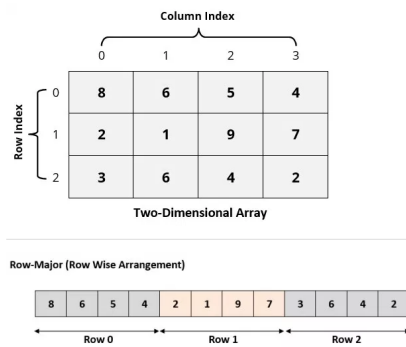 Column Index
0 1 2 3
Row Index
0 8 6 5 4
1 2 1 9 7
2 3 6 4 2
Two-Dimensional Array
Row-Major (Row Wise Arrangement)
8 6 5 4 2 1 9 7 3 6 4 2
Row 0 Row 1 Row 2